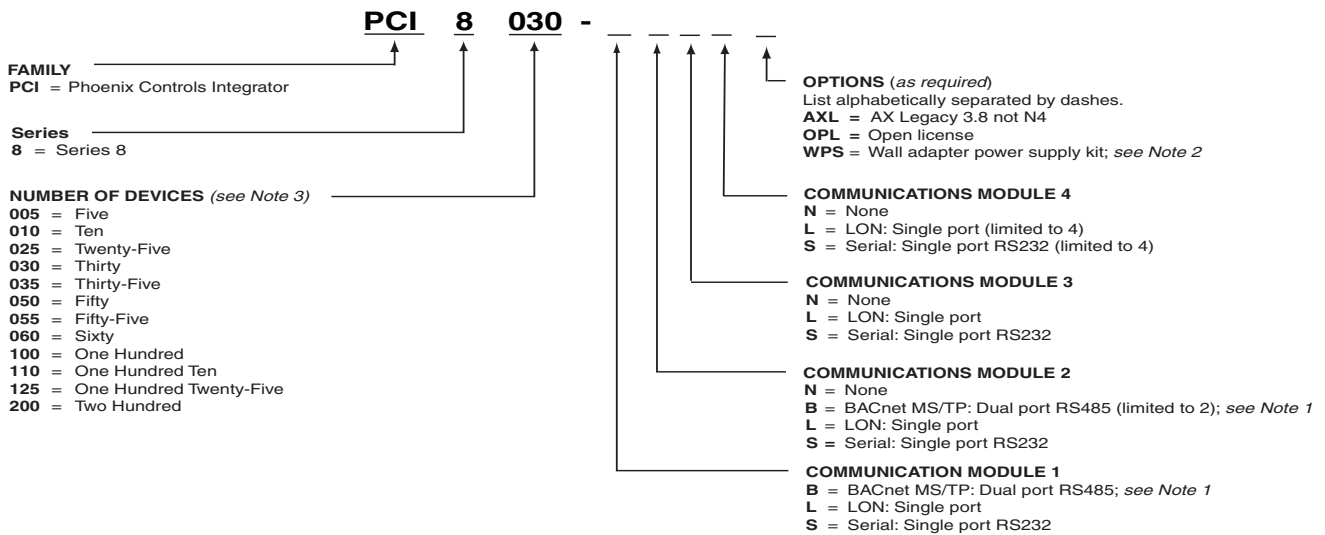 PCI 8 030 -
FAMILY
PCI = Phoenix Controls Integrator
Series
8 = Series 8
NUMBER OF DEVICES (see Note 3)
005 = Five
010 = Ten
025 = Twenty-Five
030 = Thirty
035 = Thirty-Five
050 = Fifty
055 = Fifty-Five
060 = Sixty
100 = One Hundred
110 = One Hundred Ten
125 = One Hundred Twenty-Five
200 = Two Hundred
OPTIONS (as required)
List alphabetically separated by dashes.
AXL = AX Legacy 3.8 not N4
OPL = Open license
WPS = Wall adapter power supply kit; see Note 2
COMMUNICATIONS MODULE 4
N = None
L = LON: Single port (limited to 4)
S = Serial: Single port RS232 (limited to 4)
COMMUNICATIONS MODULE 3
N = None
L = LON: Single port
S = Serial: Single port RS232
COMMUNICATIONS MODULE 2
N = None
B = BACnet MS/TP: Dual port RS485 (limited to 2); see Note 1
L = LON: Single port
S = Serial: Single port RS232
COMMUNICATION MODULE 1
B = BACnet MS/TP: Dual port RS485; see Note 1
L = LON: Single port
S = Serial: Single port RS232